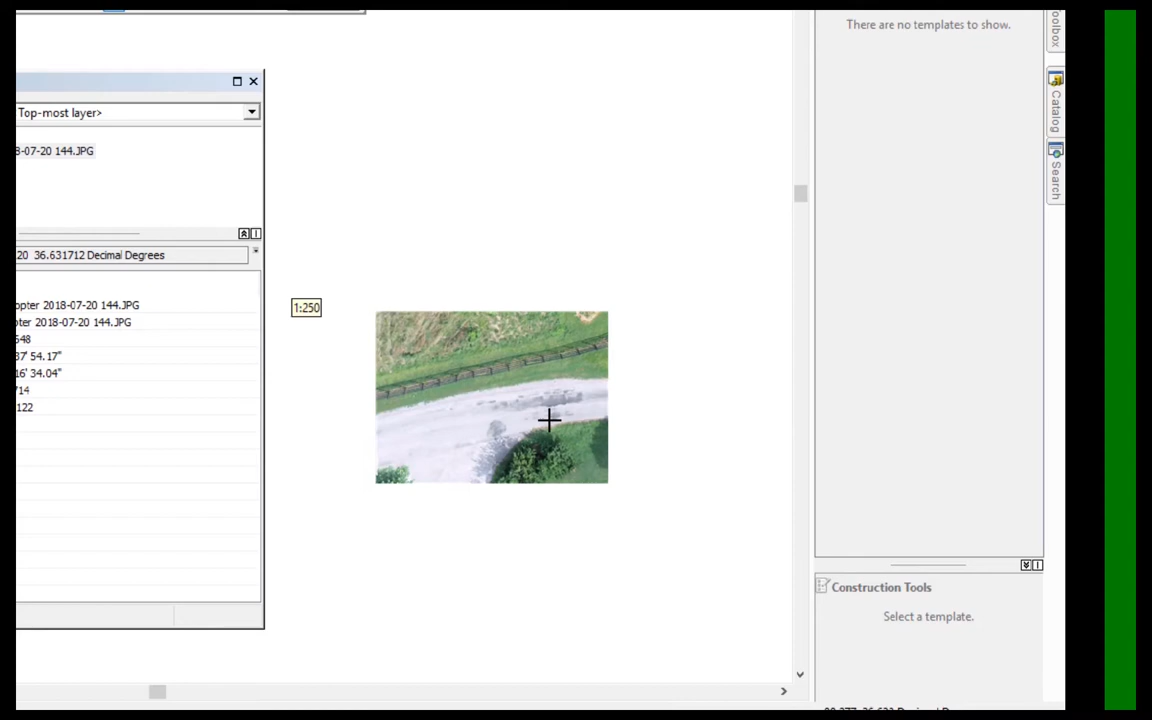 There are no templates to show.
oolbox
Catalog
Search
Top-most layer>
8-07-20 144.JPG
20 36.631712 Decimal Degrees
opter 2018-07-20 144.JPG
pter 2018-07-20 144.JPG
548
37' 54.17"
16' 34.04"
714
122
1:250
Construction Tools
Select a template.